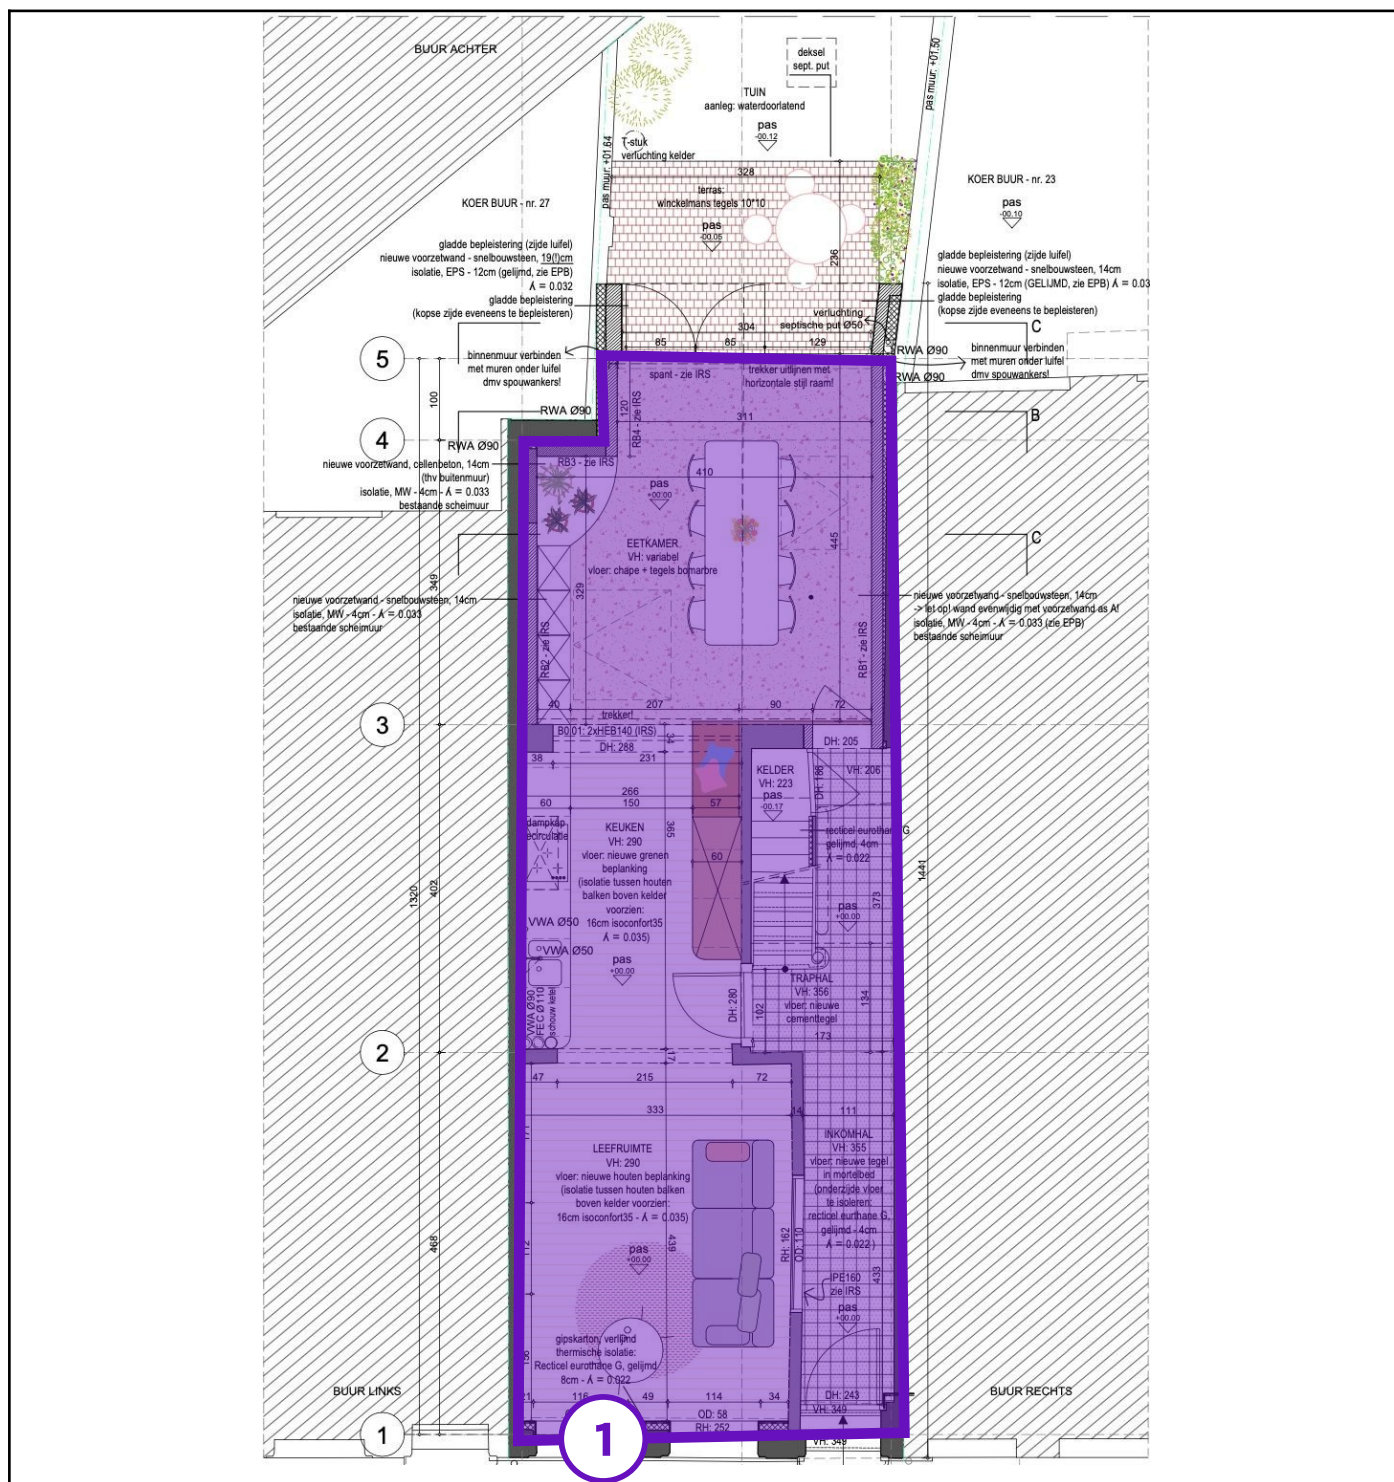 BUUR ACHTER
deksel
sept. put
pas muur: +01.50
TUIN
aanleg: waterdoorlatend
pas
-00.12
T-stuk
verluchting kelder
pas muur: +01.64
328
KOER BUUR - nr. 27
terras:
winckelmans tegels 10*10
pas
-00.05
KOER BUUR - nr. 23
pas
-00.10
236
gladde bepleistering (zijde luifel)
nieuwe voorzetwand - snelbouwsteen, 19(!)cm
isolatie, EPS - 12cm (gelijmd, zie EPB)
ʎ = 0.032
gladde bepleistering
(kopse zijde eveneens te bepleisteren)
gladde bepleistering (zijde luifel)
nieuwe voorzetwand - snelbouwsteen, 14cm
isolatie, EPS - 12cm (GELIJMD, zie EPB) ʎ = 0.03
gladde bepleistering
(kopse zijde eveneens te bepleisteren)
verluchting
septische put Ø50
304
85
85
129
C
5
binnenmuur verbinden
met muren onder luifel
dmv spouwankers!
RWA Ø90
RWA Ø90
binnenmuur verbinden
met muren onder luifel
dmv spouwankers!
spant - zie IRS
trekker uitlijnen met
horizontale stijl raam!
100
120
RB4 - zie IRS
311
RWA Ø90
B
4
RWA Ø90
RB3 - zie IRS
410
nieuwe voorzetwand, cellenbeton, 14cm
(thv buitenmuur)
isolatie, MW - 4cm - ʎ = 0.033
bestaande scheimuur
pas
+00.00
C
EETKAMER
VH: variabel
vloer: chape + tegels bomarbre
445
349
329
nieuwe voorzetwand - snelbouwsteen, 14cm
isolatie, MW - 4cm - ʎ = 0.033
bestaande scheimuur
nieuwe voorzetwand - snelbouwsteen, 14cm
-> let op! wand evenwijdig met voorzetwand as A!
isolatie, MW - 4cm - ʎ = 0.033 (zie EPB)
bestaande scheimuur
RB2 - zie IRS
RB1 - zie IRS
40
207
90
72
trekker!
3
B0.01: 2xHEB140 (IRS)
DH: 288
34
DH: 205
38
231
KELDER
VH: 223
pas
-00.17
DH: 186
VH: 206
266
60
150
57
dampkap
recirculatie
KEUKEN
VH: 290
vloer: nieuwe grenen
beplanking
(isolatie tussen houten
balken boven kelder
voorzien:
16cm isoconfort35
ʎ = 0.035)
365
60
recticel eurothane G
gelijmd, 4cm
ʎ = 0.022
1320
402
1441
373
VWA Ø50
VWA Ø50
pas
+00.00
pas
+00.00
VWA Ø90
FEC Ø110
schouw ketel
DH: 280
102
TRAPHAL
VH: 356
vloer: nieuwe
cementtegel
134
173
2
17
47
215
72
333
14
111
171
LEEFRUIMTE
VH: 290
vloer: nieuwe houten beplanking
(isolatie tussen houten balken
boven kelder voorzien:
16cm isoconfort35 - ʎ = 0.035)
INKOMHAL
VH: 355
vloer: nieuwe tegel
in mortelbed
(onderzijde vloer
te isoleren:
recticel eurthane G,
gelijmd - 4cm
ʎ = 0.022 )
468
112
pas
+00.00
439
RH: 162
OD: 110
433
IPE160
zie IRS
pas
+00.00
gipskarton, verlijmd
thermische isolatie:
Recticel eurothane G, gelijmd
8cm - ʎ = 0.022
BUUR LINKS
BUUR RECHTS
116
49
114
34
DH: 243
VH: 349
OD: 58
RH: 252
1
1
VH: 349